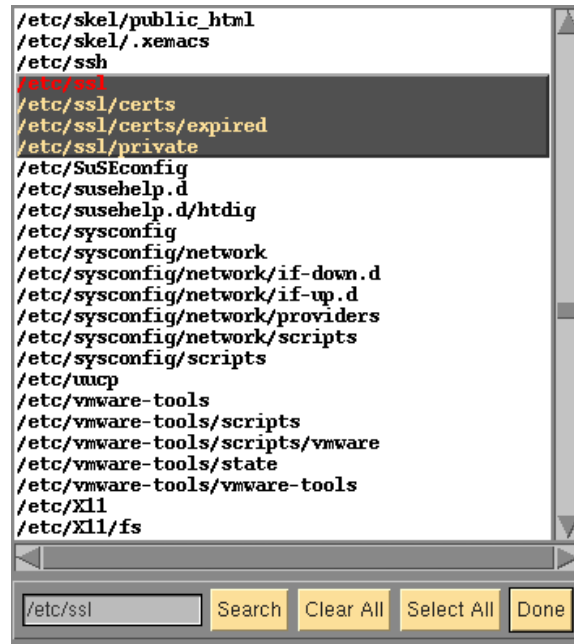 /etc/skel/public_html
/etc/skel/.xemacs
/etc/ssh
/etc/ssl
/etc/ssl/certs
/etc/ssl/certs/expired
/etc/ssl/private
/etc/SuSEconfig
/etc/susehelp.d
/etc/susehelp.d/htdig
/etc/sysconfig
/etc/sysconfig/network
/etc/sysconfig/network/if-down.d
/etc/sysconfig/network/if-up.d
/etc/sysconfig/network/providers
/etc/sysconfig/network/scripts
/etc/sysconfig/scripts
/etc/uucp
/etc/vmware-tools
/etc/vmware-tools/scripts
/etc/vmware-tools/scripts/vmware
/etc/vmware-tools/state
/etc/vmware-tools/vmware-tools
/etc/X11
/etc/X11/fs
/etc/ssl Search Clear All Select All Done